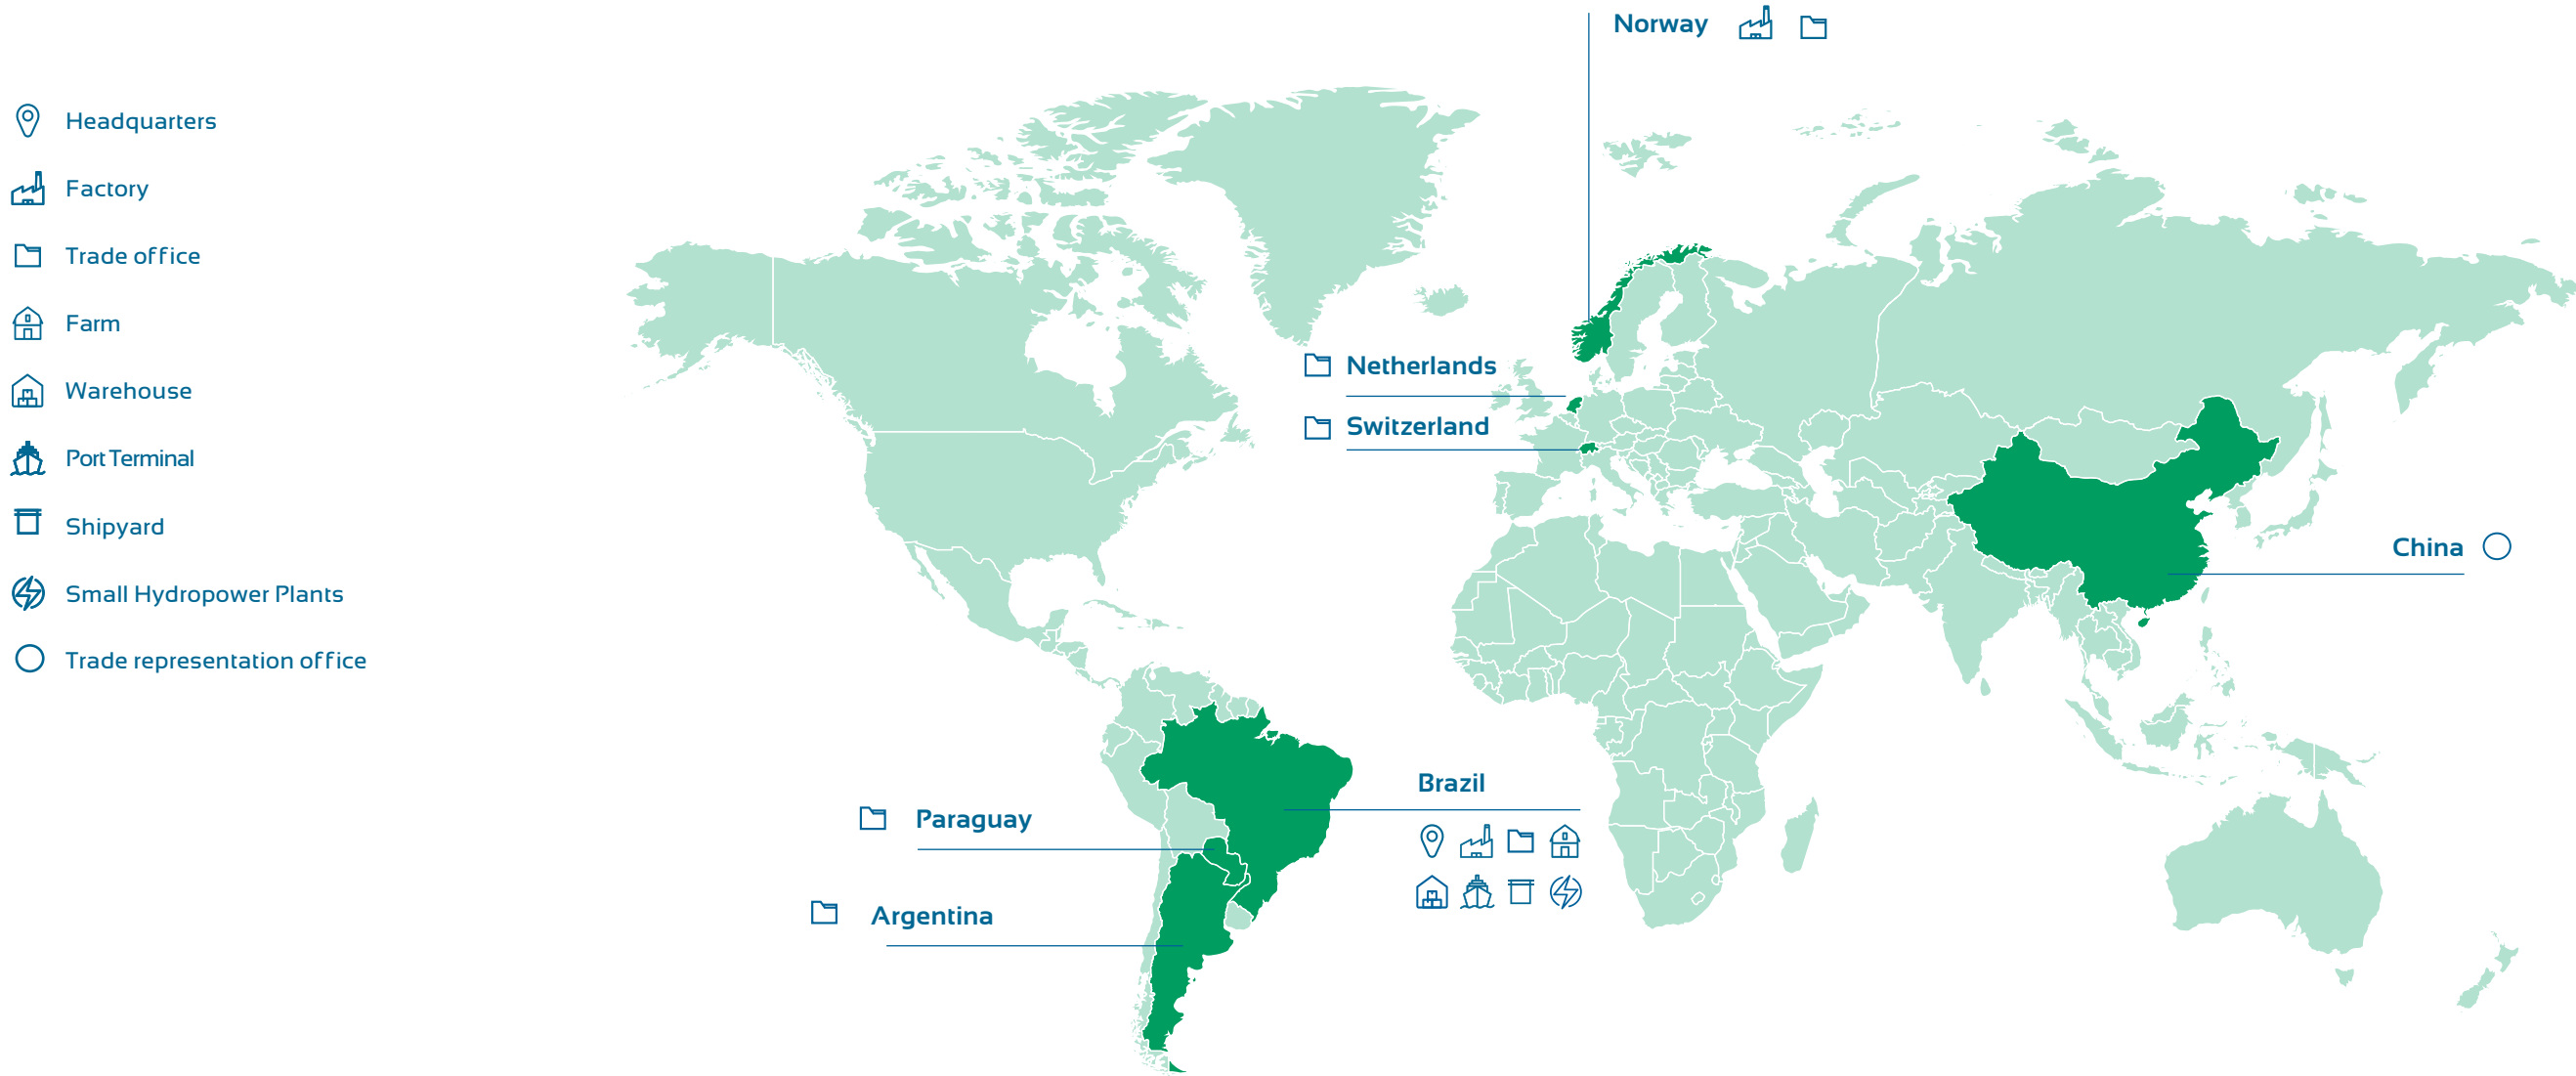 Headquarters
Factory
Trade office
Farm
Warehouse
Port Terminal
Shipyard
Small Hydropower Plants
Trade representation office
Norway
Netherlands
Switzerland
China
Brazil
Paraguay
Argentina